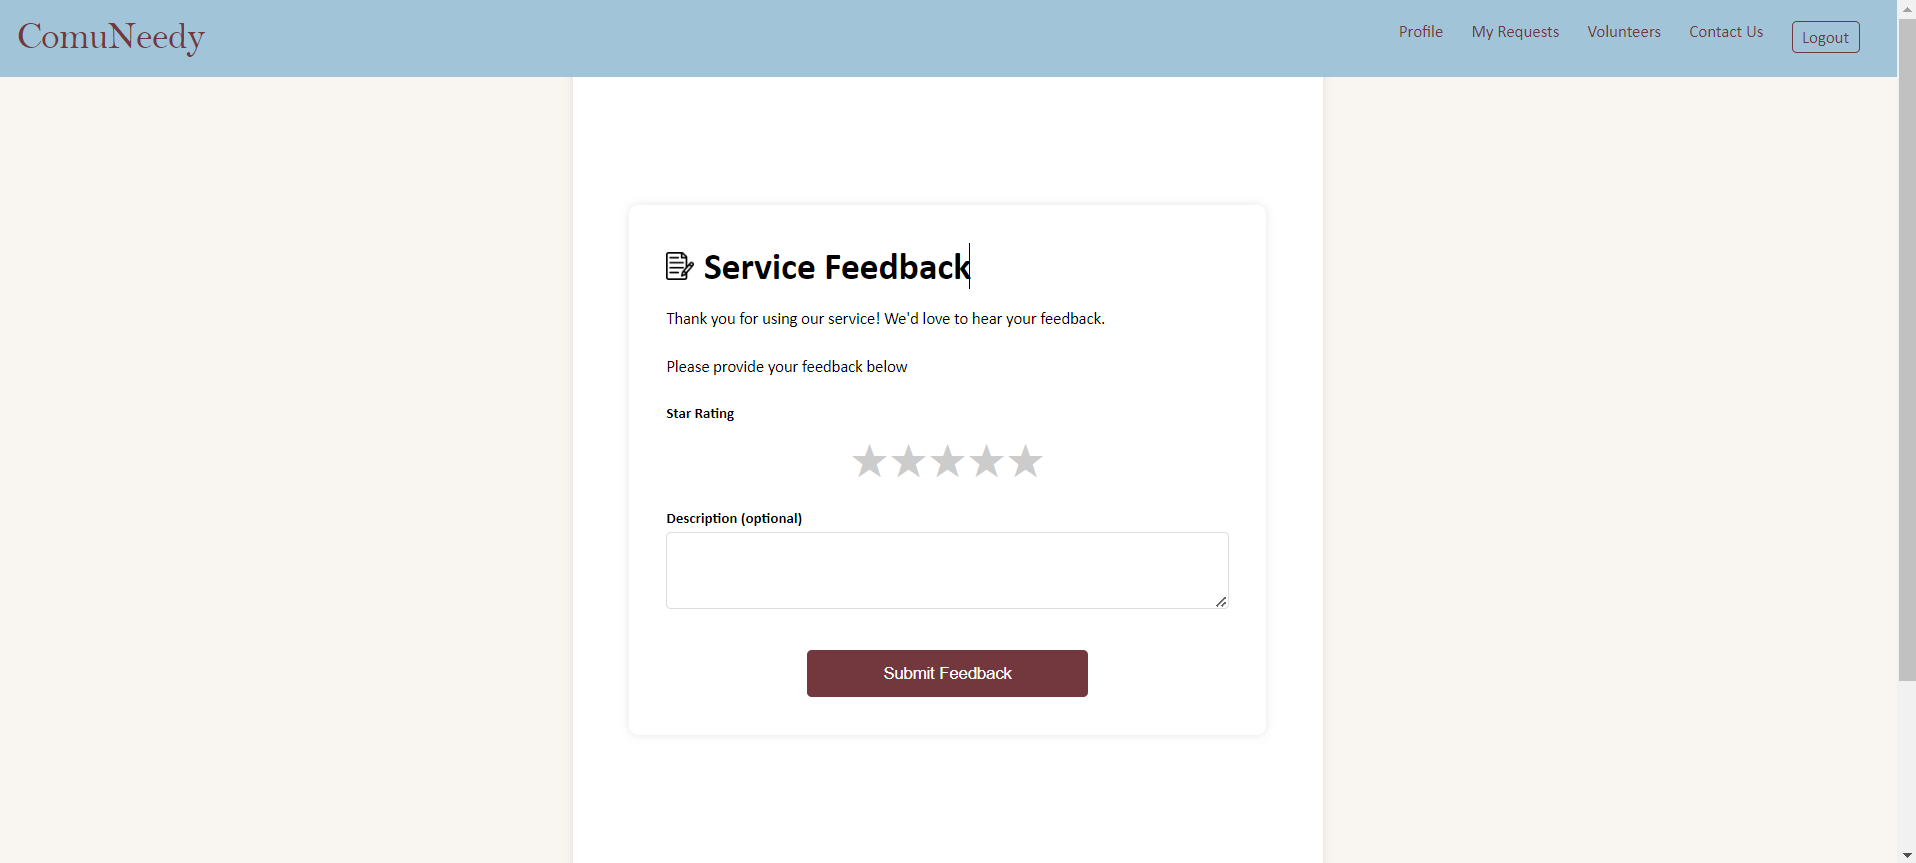 ComuNeedy
Profile My Requests Volunteers Contact Us Logout
Service Feedback
Thank you for using our service! We'd love to hear your feedback.
Please provide your feedback below
Star Rating
Description (optional)
Submit Feedback